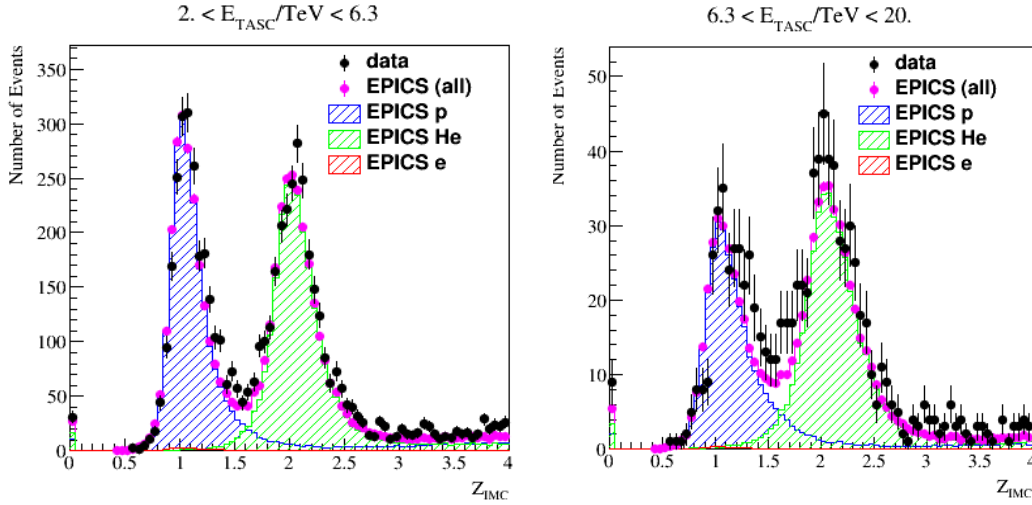 2. < E_TASC/TeV < 6.3
Number of Events
350
300
250
200
150
100
50
0
data
EPICS (all)
EPICS p
EPICS He
EPICS e
0 0.5 1 1.5 2 2.5 3 3.5 4
Z_IMC
6.3 < E_TASC/TeV < 20.
Number of Events
50
40
30
20
10
0
data
EPICS (all)
EPICS p
EPICS He
EPICS e
0 0.5 1 1.5 2 2.5 3 3.5 4
Z_IMC